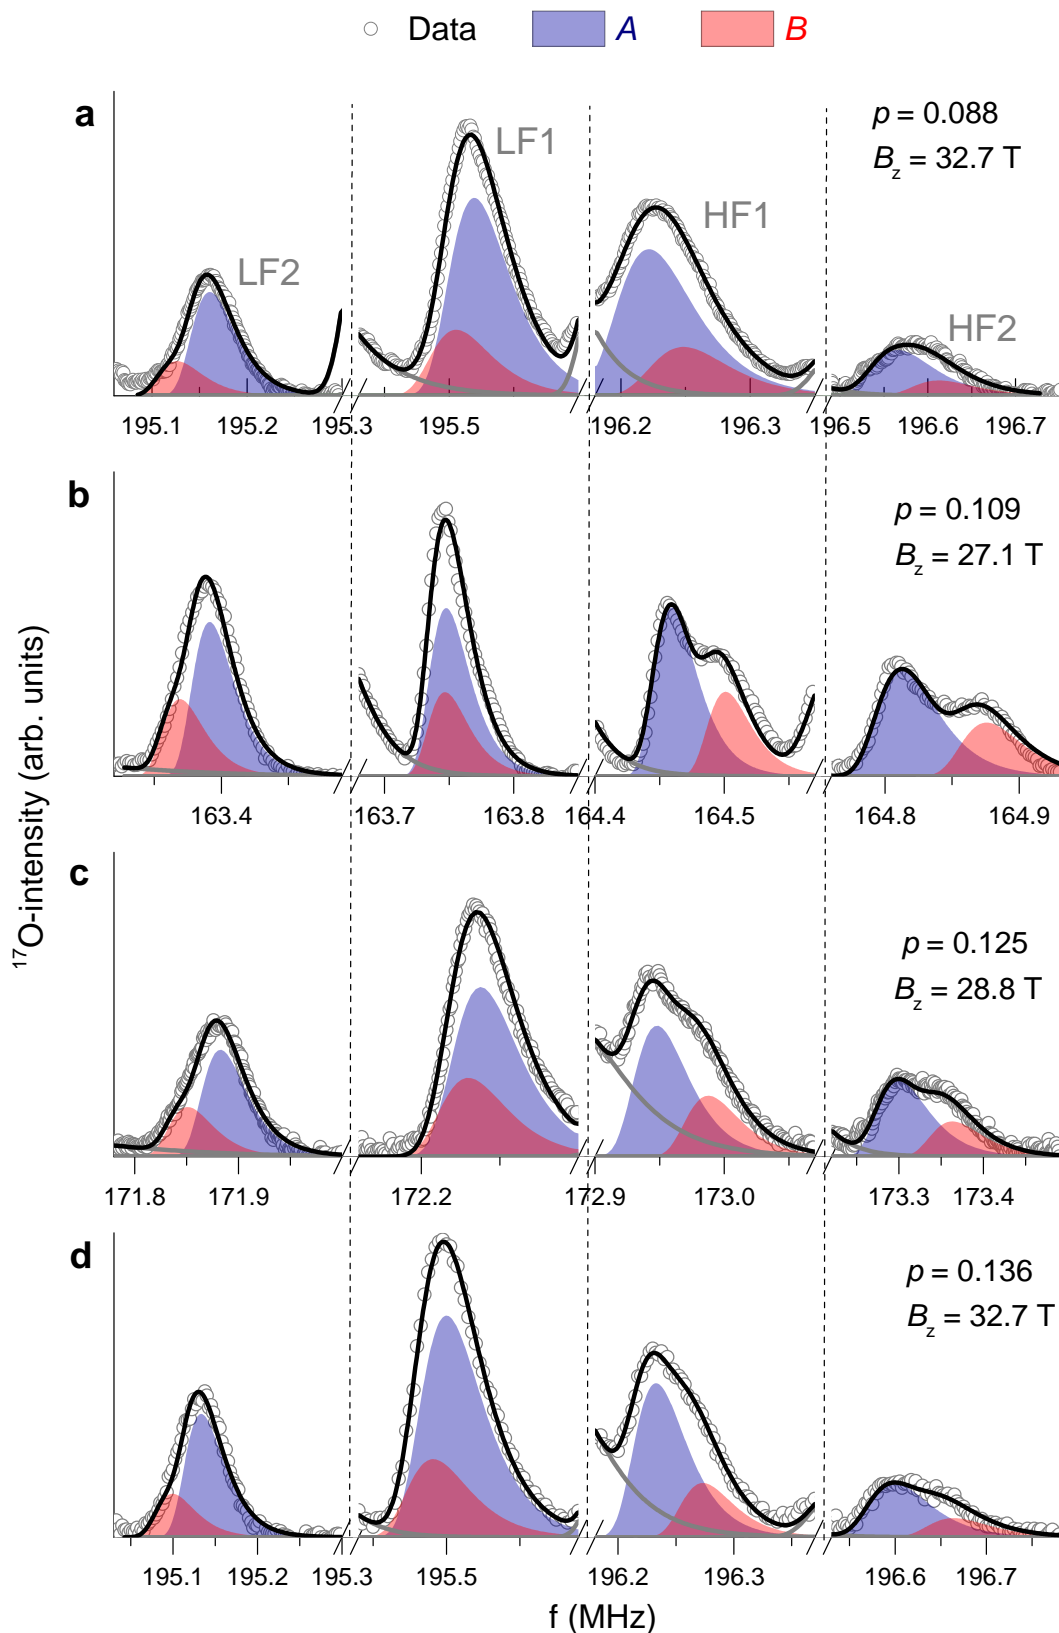 Data A B
a
p = 0.088
Bz = 32.7 T
LF2
LF1
HF1
HF2
195.1 195.2 195.3 195.5 196.2 196.3 196.5 196.6 196.7
b
p = 0.109
Bz = 27.1 T
163.4 163.7 163.8 164.4 164.5 164.8 164.9
c
p = 0.125
Bz = 28.8 T
171.8 171.9 172.2 172.9 173.0 173.3 173.4
d
p = 0.136
Bz = 32.7 T
195.1 195.2 195.3 195.5 196.2 196.3 196.6 196.7
17O-intensity (arb. units)
f (MHz)